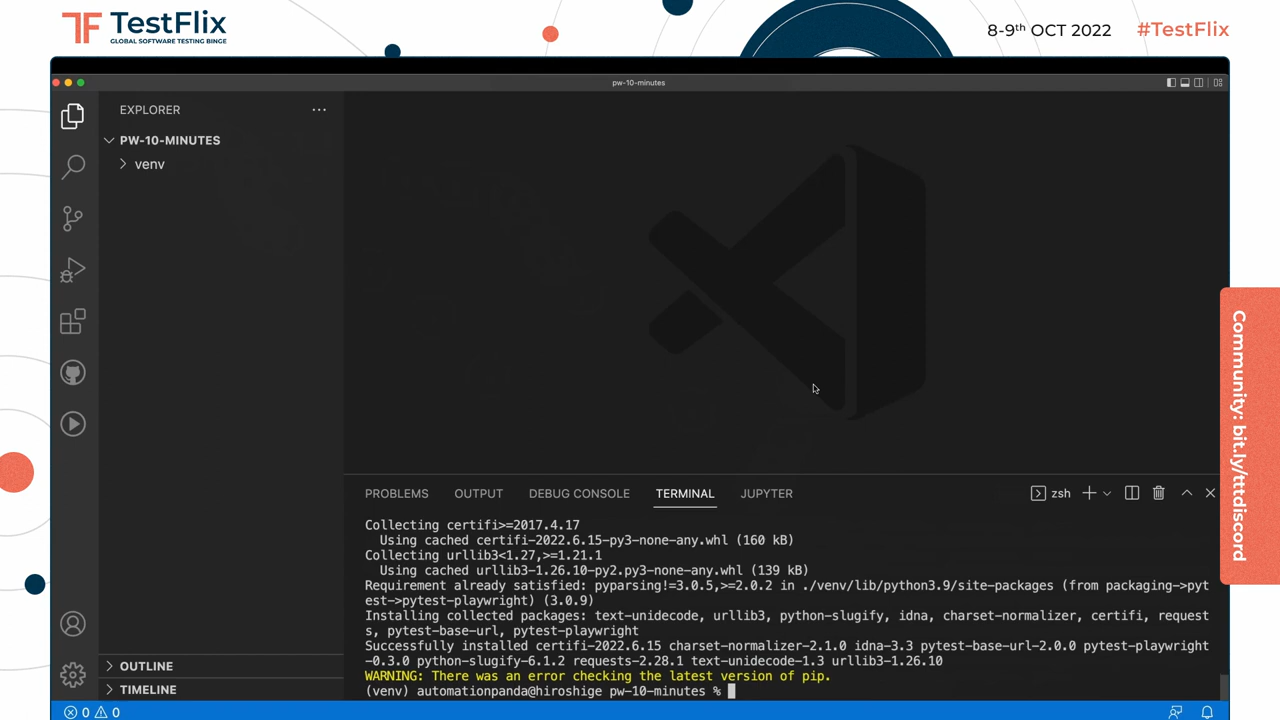 TF TestFlix
GLOBAL SOFTWARE TESTING BINGE
8-9th OCT 2022
#TestFlix
pw-10-minutes
EXPLORER
PW-10-MINUTES
venv
OUTLINE
TIMELINE
PROBLEMS OUTPUT DEBUG CONSOLE TERMINAL JUPYTER
zsh
Collecting certifi>=2017.4.17
Using cached certifi-2022.6.15-py3-none-any.whl (160 kB)
Collecting urllib3<1.27,>=1.21.1
Using cached urllib3-1.26.10-py2.py3-none-any.whl (139 kB)
Requirement already satisfied: pyparsing!=3.0.5,>=2.0.2 in ./venv/lib/python3.9/site-packages (from packaging->pyt
est->pytest-playwright) (3.0.9)
Installing collected packages: text-unidecode, urllib3, python-slugify, idna, charset-normalizer, certifi, request
s, pytest-base-url, pytest-playwright
Successfully installed certifi-2022.6.15 charset-normalizer-2.1.0 idna-3.3 pytest-base-url-2.0.0 pytest-playwright
-0.3.0 python-slugify-6.1.2 requests-2.28.1 text-unidecode-1.3 urllib3-1.26.10
WARNING: There was an error checking the latest version of pip.
(venv) automationpanda@hiroshige pw-10-minutes %
0 0
Community: bit.ly/tttdiscord